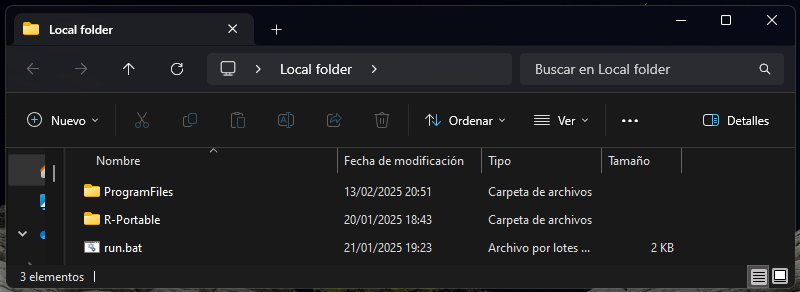 Local folder
Local folder
Buscar en Local folder
Nuevo
Ordenar
Ver
Detalles
Nombre Fecha de modificación Tipo Tamaño
ProgramFiles 13/02/2025 20:51 Carpeta de archivos
R-Portable 20/01/2025 18:43 Carpeta de archivos
run.bat 21/01/2025 19:23 Archivo por lotes ... 2 KB
3 elementos